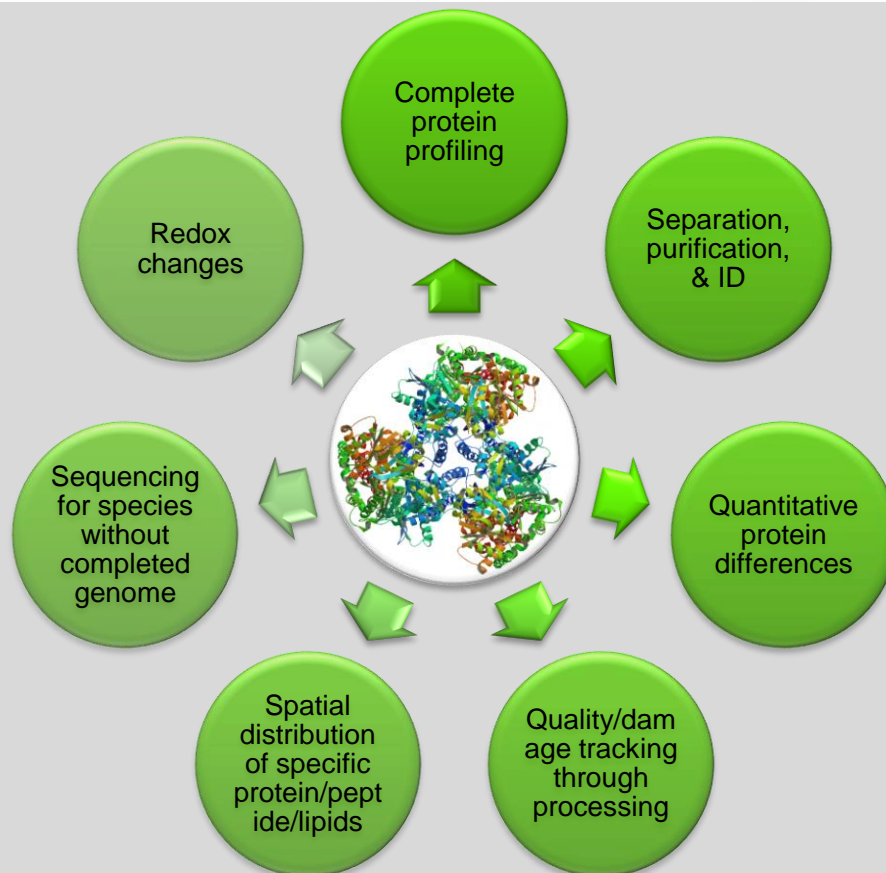 Complete
protein
profiling
Separation,
purification,
& ID
Quantitative
protein
differences
Quality/dam
age tracking
through
processing
Spatial
distribution
of specific
protein/pept
ide/lipids
Sequencing
for species
without
completed
genome
Redox
changes